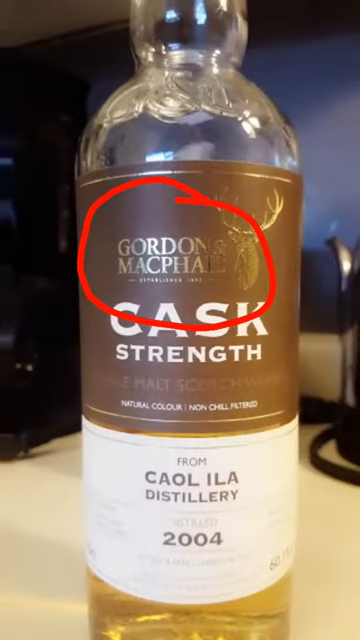 GORDON &
MACPHAIL
ESTABLISHED 1895
CASK
STRENGTH
MALT SCOTCH
NATURAL COLOUR | NON CHILL FILTERED
FROM
CAOL ILA
DISTILLERY
DISTILLED
2004